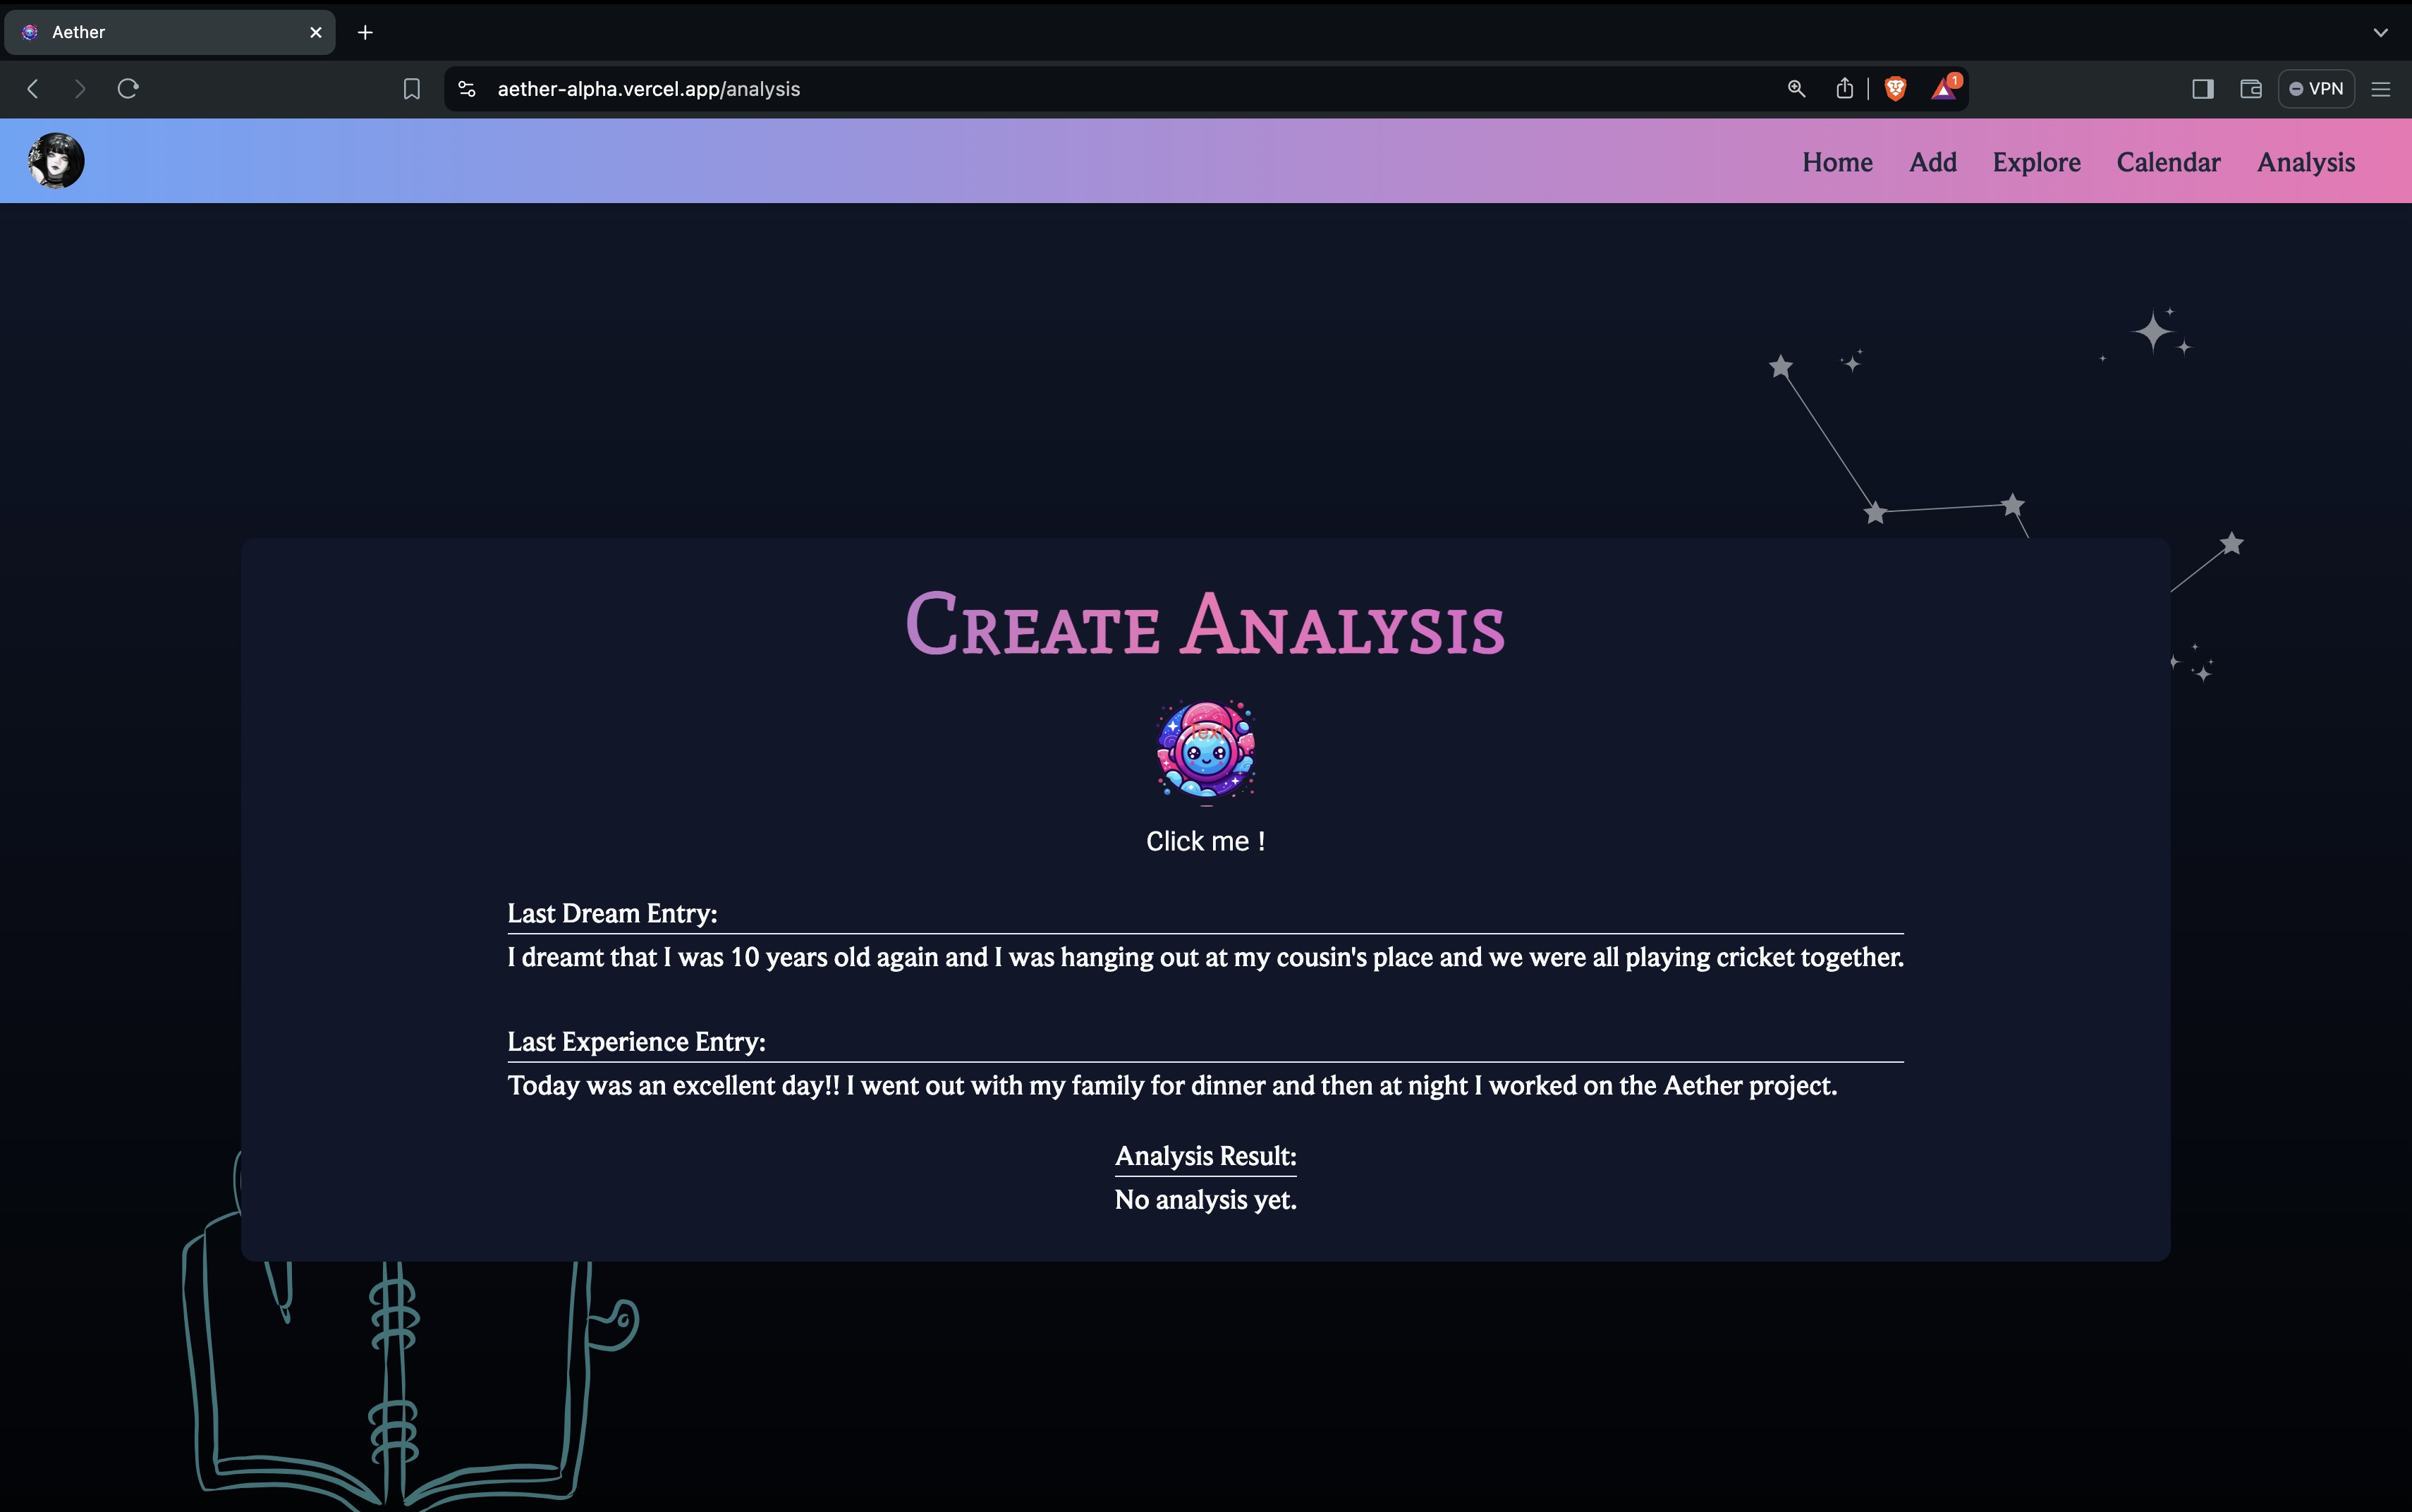 Aether
aether-alpha.vercel.app/analysis
1
VPN
Home Add Explore Calendar Analysis
Create Analysis
Text
Click me !
Last Dream Entry:
I dreamt that I was 10 years old again and I was hanging out at my cousin's place and we were all playing cricket together.
Last Experience Entry:
Today was an excellent day!! I went out with my family for dinner and then at night I worked on the Aether project.
Analysis Result:
No analysis yet.